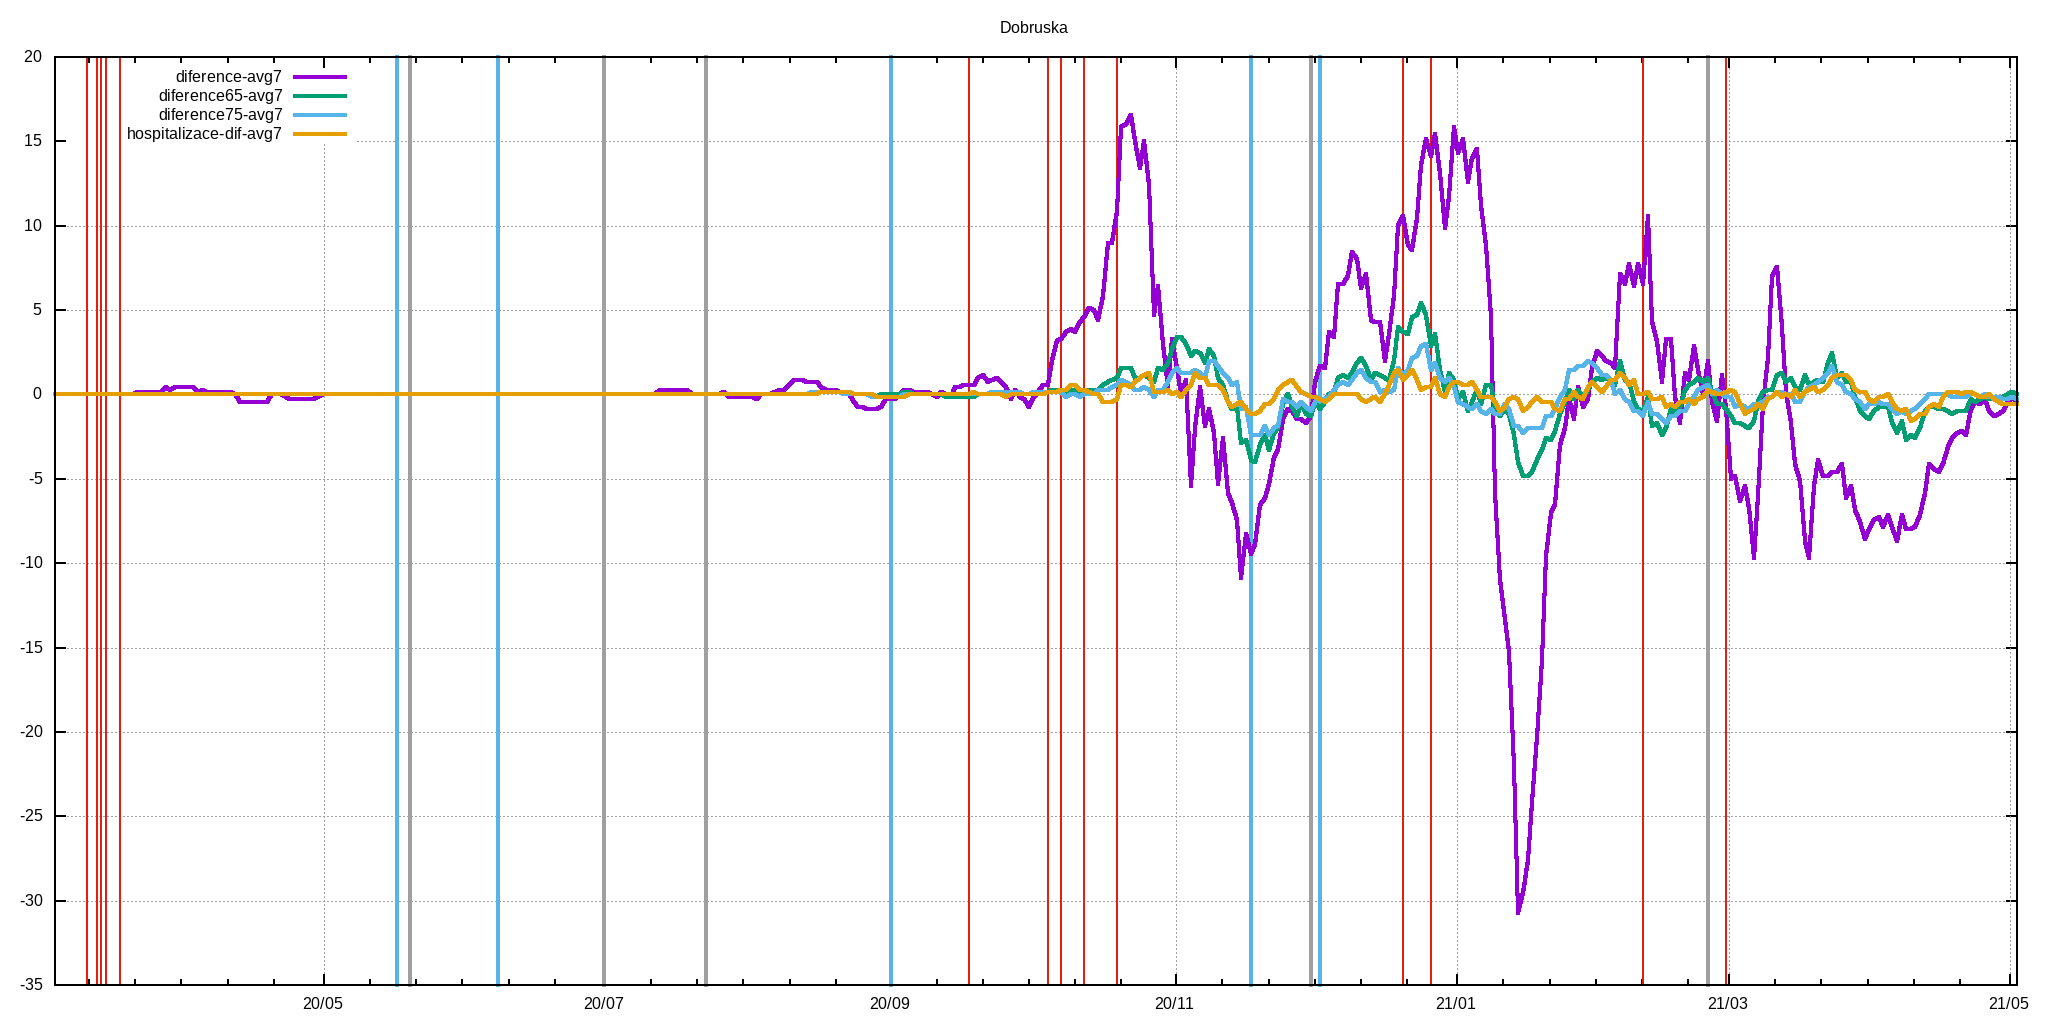 Dobruska
20
diference-avg7
diference65-avg7
diference75-avg7
hospitalizace-dif-avg7
15
10
5
0
-5
-10
-15
-20
-25
-30
-35
20/05 20/07 20/09 20/11 21/01 21/03 21/05